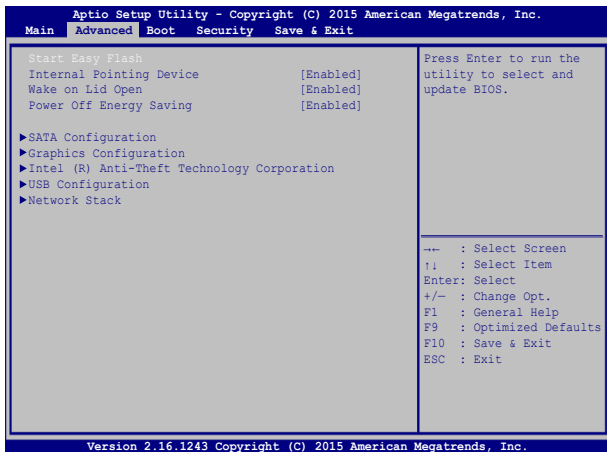 Aptio Setup Utility - Copyright (C) 2015 American Megatrends, Inc.
Main Advanced Boot Security Save & Exit
Start Easy Flash
Internal Pointing Device [Enabled]
Wake on Lid Open [Enabled]
Power Off Energy Saving [Enabled]
▶SATA Configuration
▶Graphics Configuration
▶Intel (R) Anti-Theft Technology Corporation
▶USB Configuration
▶Network Stack
Press Enter to run the
utility to select and
update BIOS.
→← : Select Screen
↑↓ : Select Item
Enter: Select
+/— : Change Opt.
F1 : General Help
F9 : Optimized Defaults
F10 : Save & Exit
ESC : Exit
Version 2.16.1243 Copyright (C) 2015 American Megatrends, Inc.